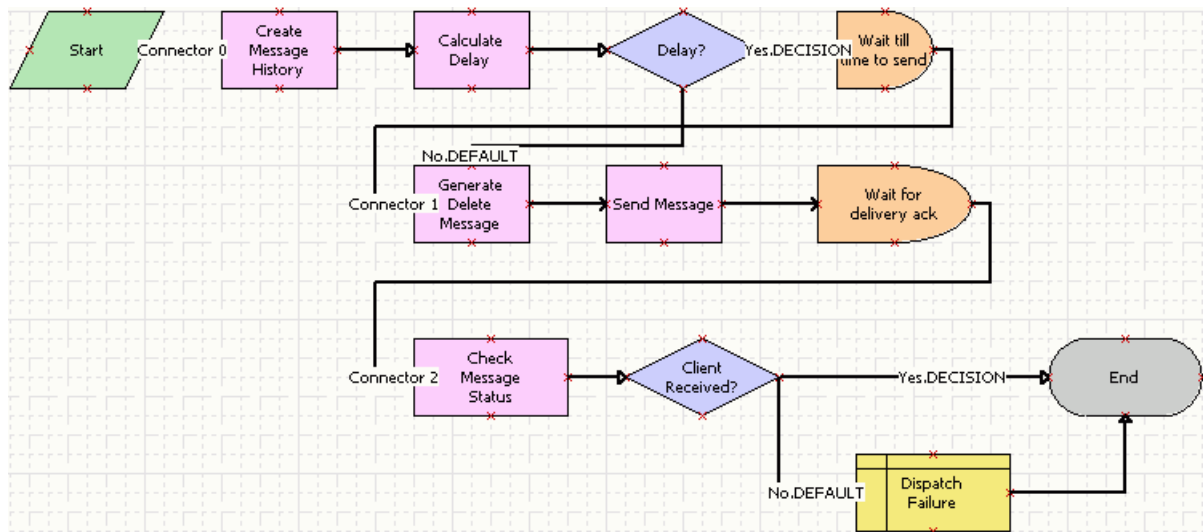 Start
Connector 0
Create
Message
History
Calculate
Delay
Delay?
Yes.DECISION
Wait till
time to send
No.DEFAULT
Connector 1
Generate
Delete
Message
Send Message
Wait for
delivery ack
Connector 2
Check
Message
Status
Client
Received?
Yes.DECISION
End
No.DEFAULT
Dispatch
Failure